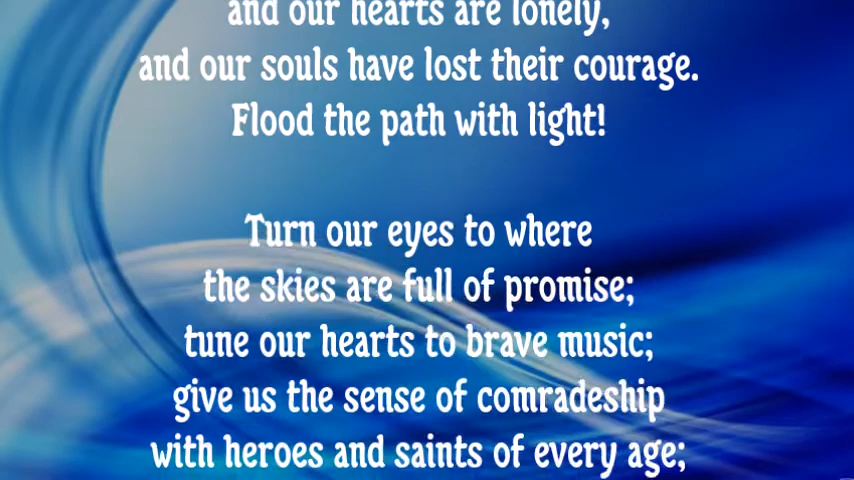 and our hearts are lonely,
and our souls have lost their courage.
Flood the path with light!
Turn our eyes to where
the skies are full of promise;
tune our hearts to brave music;
give us the sense of comradeship
with heroes and saints of every age;